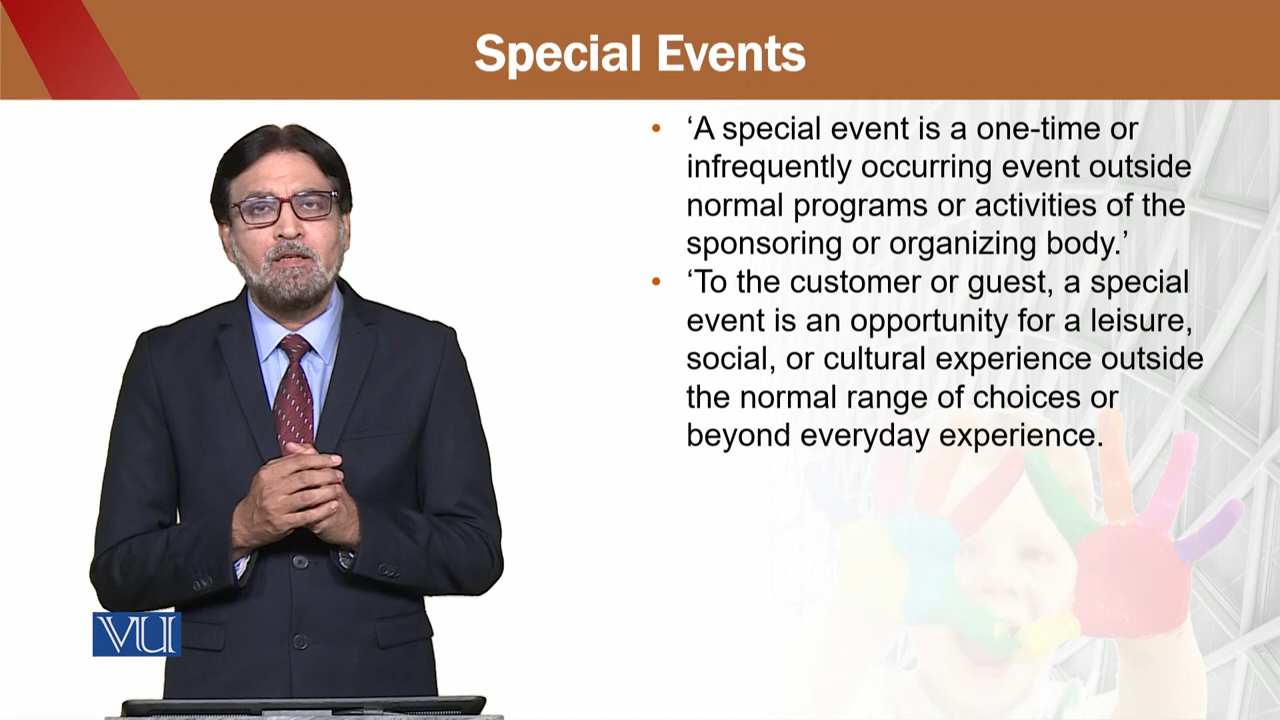 Special Events
• ‘A special event is a one-time or
infrequently occurring event outside
normal programs or activities of the
sponsoring or organizing body.’
• ‘To the customer or guest, a special
event is an opportunity for a leisure,
social, or cultural experience outside
the normal range of choices or
beyond everyday experience.
VU